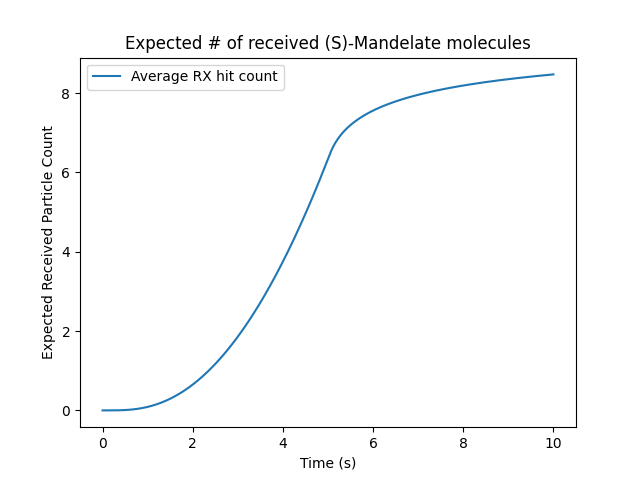 Expected # of received (S)-Mandelate molecules
Average RX hit count
Expected Received Particle Count
8
6
4
2
0
0 2 4 6 8 10
Time (s)